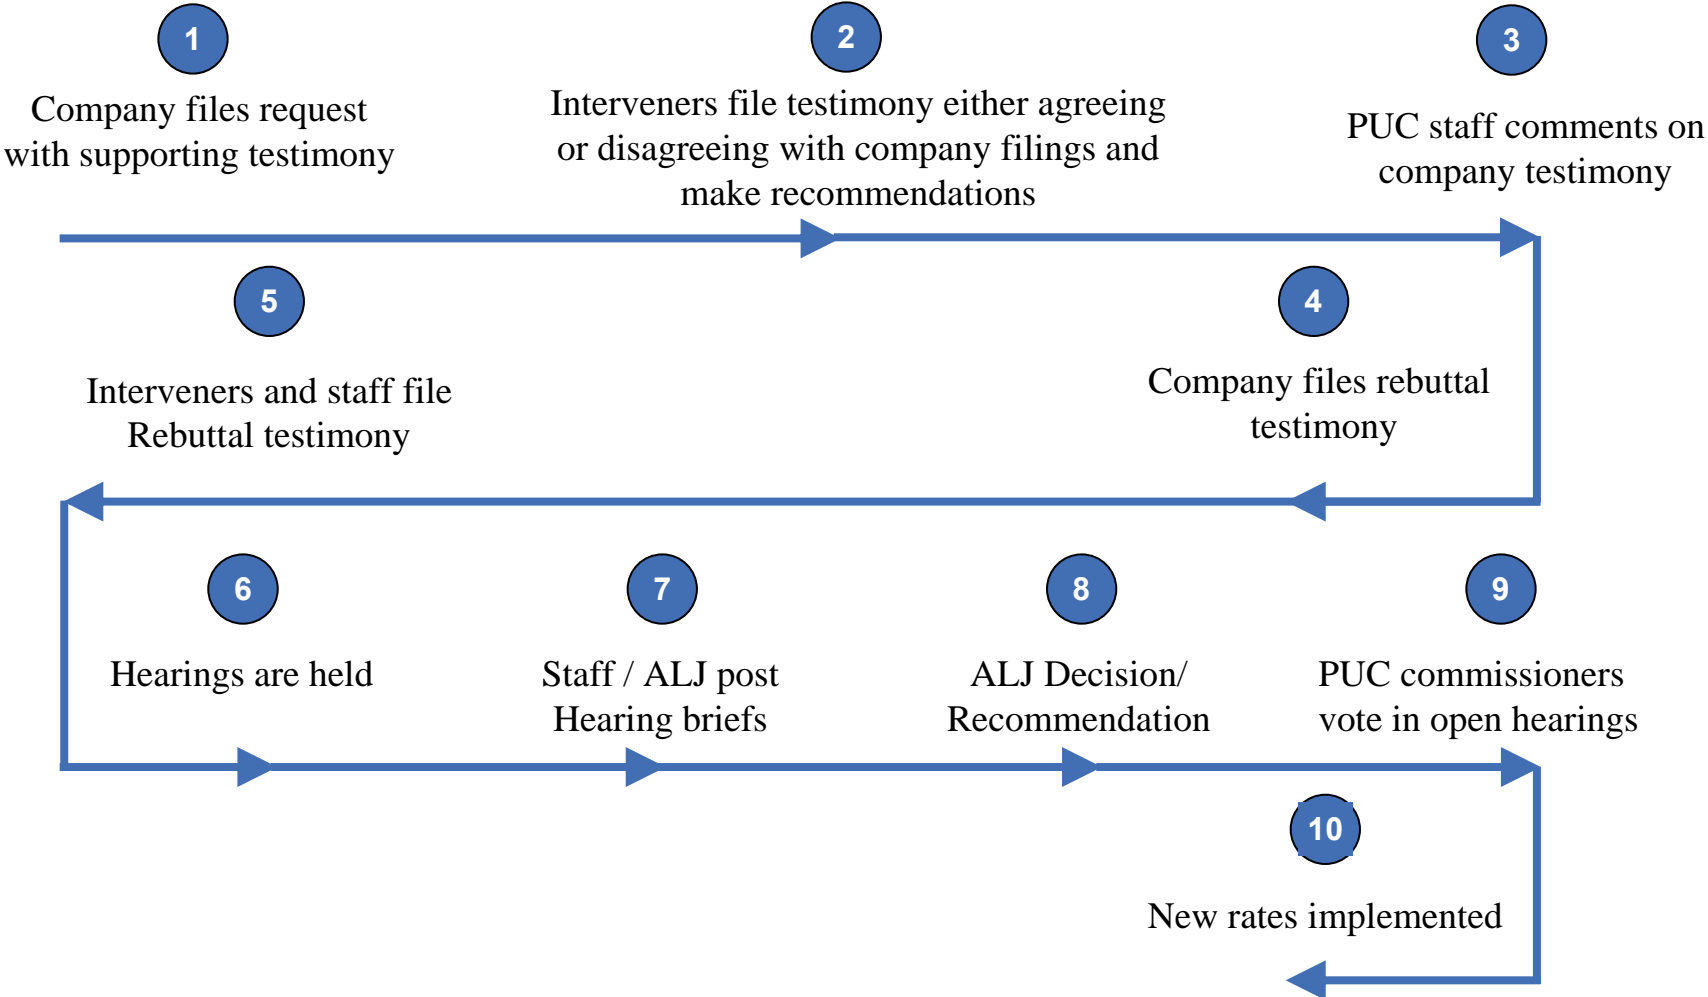 1
Company files request
with supporting testimony
2
Interveners file testimony either agreeing
or disagreeing with company filings and
make recommendations
3
PUC staff comments on
company testimony
4
Company files rebuttal
testimony
5
Interveners and staff file
Rebuttal testimony
6
Hearings are held
7
Staff / ALJ post
Hearing briefs
8
ALJ Decision/
Recommendation
9
PUC commissioners
vote in open hearings
10
New rates implemented